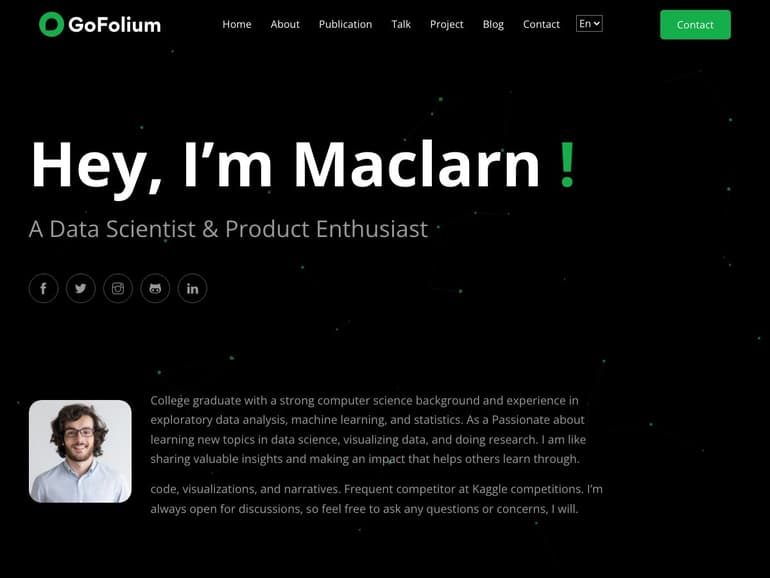 GoFolium
Home About Publication Talk Project Blog Contact En Contact
Hey, I’m Maclarn !
A Data Scientist & Product Enthusiast
College graduate with a strong computer science background and experience in
exploratory data analysis, machine learning, and statistics. As a Passionate about
learning new topics in data science, visualizing data, and doing research. I am like
sharing valuable insights and making an impact that helps others learn through.
code, visualizations, and narratives. Frequent competitor at Kaggle competitions. I’m
always open for discussions, so feel free to ask any questions or concerns, I will.